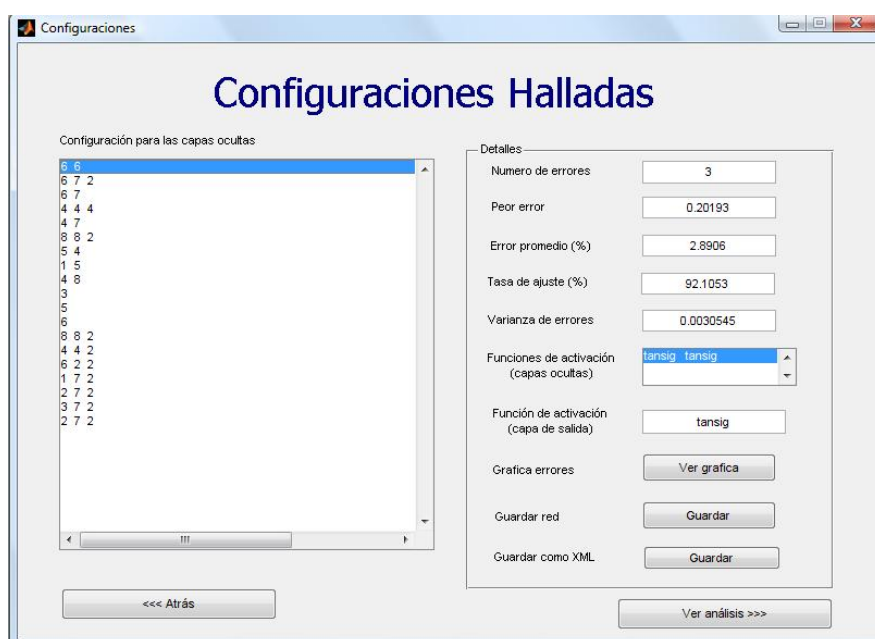 Configuraciones
Configuraciones Halladas
Configuración para las capas ocultas
6 6
6 7 2
6 7
4 4 4
4 7
8 8 2
5 4
1 5
4 8
3
5
6
8 8 2
4 4 2
6 2 2
1 7 2
2 7 2
3 7 2
2 7 2
<<< Atrás
Detalles
Numero de errores 3
Peor error 0.20193
Error promedio (%) 2.8906
Tasa de ajuste (%) 92.1053
Varianza de errores 0.0030545
Funciones de activación
(capas ocultas)
tansig tansig
Función de activación
(capa de salida)
tansig
Grafica errores Ver grafica
Guardar red Guardar
Guardar como XML Guardar
Ver análisis >>>